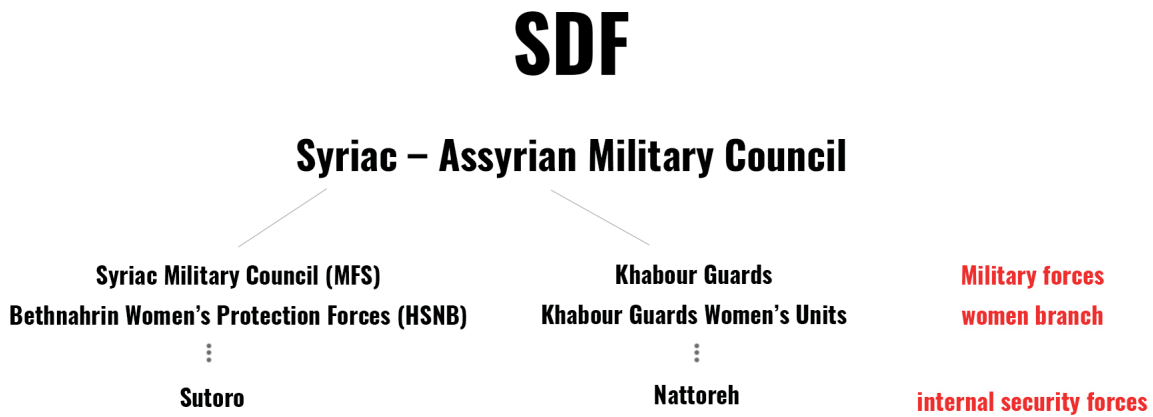 SDF
Syriac – Assyrian Military Council
Syriac Military Council (MFS)
Khabour Guards
Military forces
Bethnahrin Women’s Protection Forces (HSNB)
Khabour Guards Women’s Units
women branch
Sutoro
Nattoreh
internal security forces